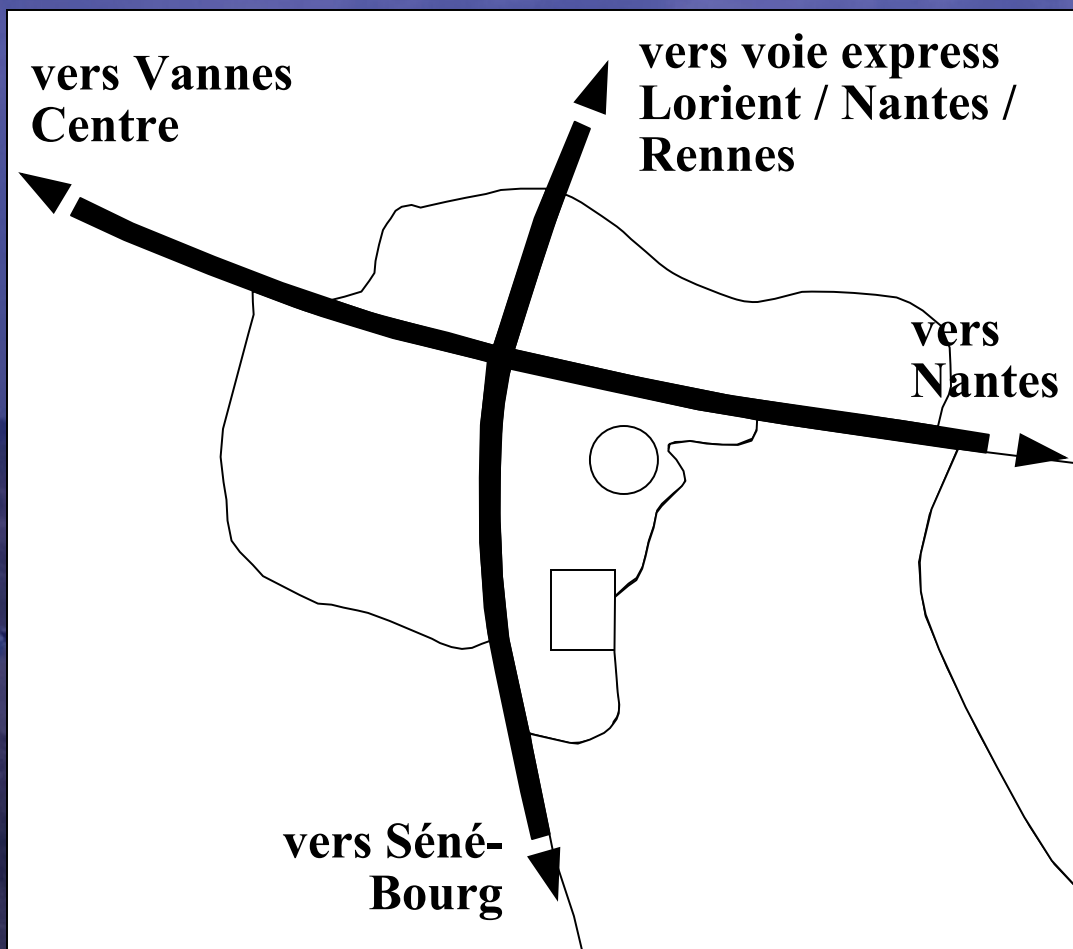 vers Vannes
Centre
vers voie express
Lorient / Nantes /
Rennes
vers
Nantes
vers Séné-
Bourg